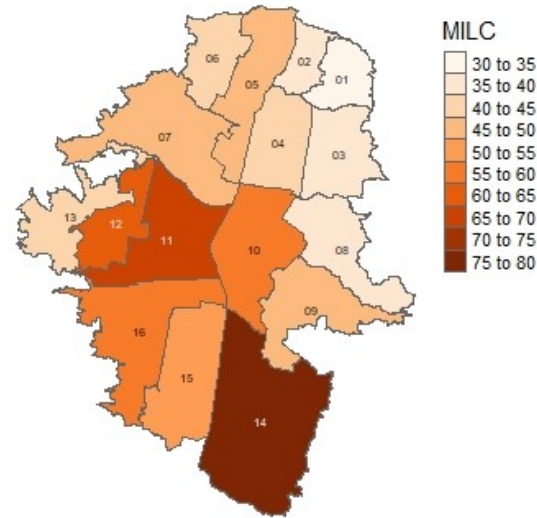 MILC
30 to 35
35 to 40
40 to 45
45 to 50
50 to 55
55 to 60
60 to 65
65 to 70
70 to 75
75 to 80
06
05
02
01
07
04
03
13
12
11
10
08
09
16
15
14